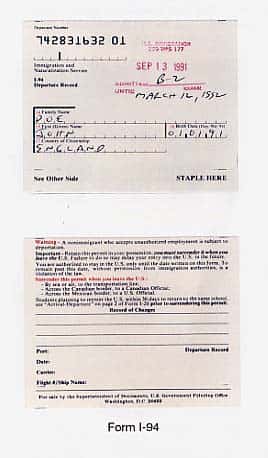 Departure Number
742831632 01
U.S. IMMIGRATION
SEP 13 1991
Immigration and
Naturalization Service
I-94
Departure Record
ADMITTED B-2
UNTIL MARCH 12, 1992
Family Name
DOE
First (Given) Name
Birth Date (Day Mo Yr)
JOHN
01 01 91
Country of Citizenship
ENGLAND
See Other Side
STAPLE HERE
Warning - A nonimmigrant who accepts unauthorized employment is subject to
deportation.
Important - Retain this permit in your possession; you must surrender it when you
leave the U.S. Failure to do so may delay your entry into the U.S. in the future.
You are authorized to stay in the U.S. only until the date written on this form. To
remain past this date, without permission from immigration authorities, is a
violation of the law.
Surrender this permit when you leave the U.S.:
- By sea or air, to the transportation line;
- Across the Canadian border, to a Canadian Official;
- Across the Mexican border, to a U.S. Official.
Students planning to reenter the U.S. within 30 days to return to the same school,
see "Arrival-Departure" on page 2 of Form I-20 prior to surrendering this permit.
Record of Changes
Port:
Departure Record
Date:
Carrier:
Flight #/Ship Name:
For sale by the Superintendent of Documents, U.S. Government Printing Office
Washington, D.C. 20402
Form I-94